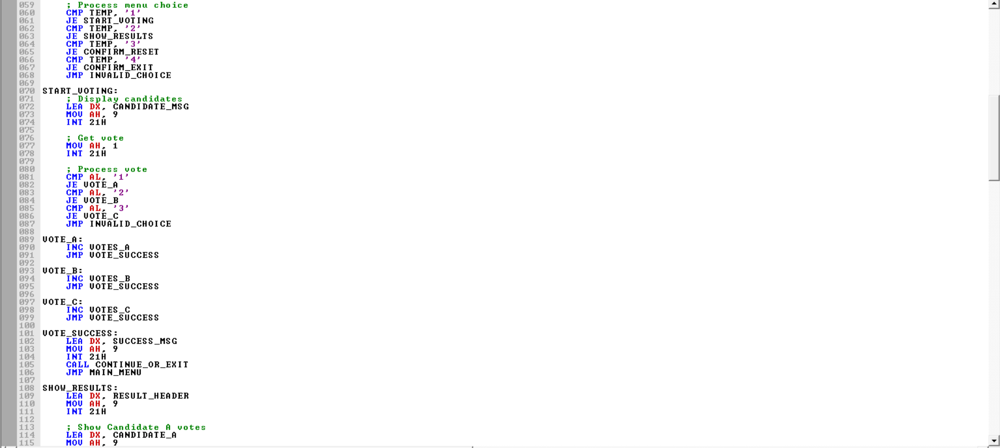 059 ; Process menu choice
060 CMP TEMP, '1'
061 JE START_VOTING
062 CMP TEMP, '2'
063 JE SHOW_RESULTS
064 CMP TEMP, '3'
065 JE CONFIRM_RESET
066 CMP TEMP, '4'
067 JE CONFIRM_EXIT
068 JMP INVALID_CHOICE
069
070 START_VOTING:
071 ; Display candidates
072 LEA DX, CANDIDATE_MSG
073 MOV AH, 9
074 INT 21H
075
076 ; Get vote
077 MOV AH, 1
078 INT 21H
079
080 ; Process vote
081 CMP AL, '1'
082 JE VOTE_A
083 CMP AL, '2'
084 JE VOTE_B
085 CMP AL, '3'
086 JE VOTE_C
087 JMP INVALID_CHOICE
088
089 VOTE_A:
090 INC VOTES_A
091 JMP VOTE_SUCCESS
092
093 VOTE_B:
094 INC VOTES_B
095 JMP VOTE_SUCCESS
096
097 VOTE_C:
098 INC VOTES_C
099 JMP VOTE_SUCCESS
100
101 VOTE_SUCCESS:
102 LEA DX, SUCCESS_MSG
103 MOV AH, 9
104 INT 21H
105 CALL CONTINUE_OR_EXIT
106 JMP MAIN_MENU
107
108 SHOW_RESULTS:
109 LEA DX, RESULT_HEADER
110 MOV AH, 9
111 INT 21H
112
113 ; Show Candidate A votes
114 LEA DX, CANDIDATE_A
115 MOV AH, 9